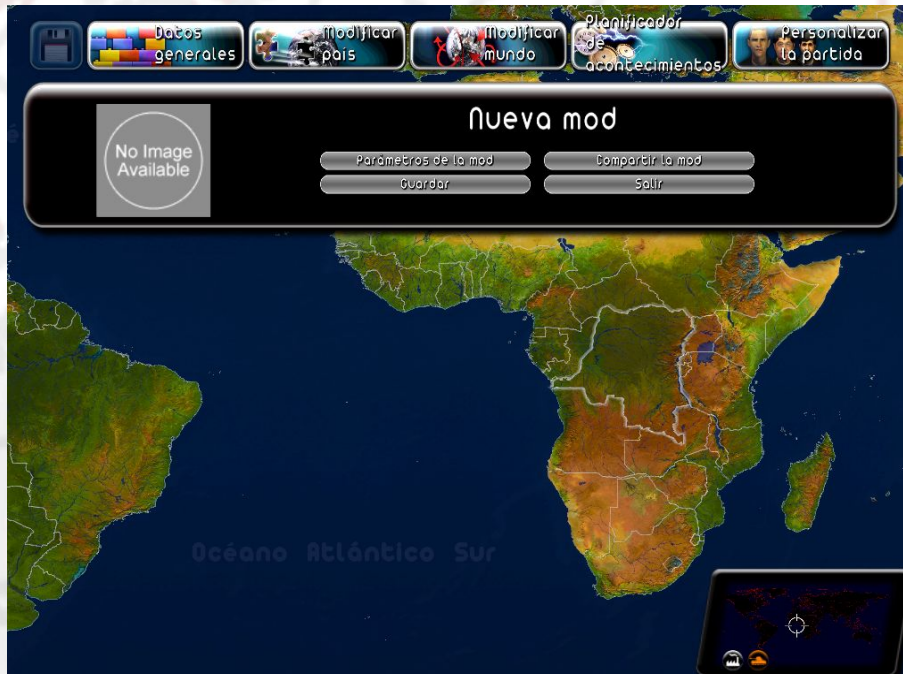 Datos
generales
Modificar
país
Modificar
mundo
Planificador
de
acontecimientos
Personalizar
la partida
No Image
Available
Nueva mod
Parámetros de la mod
Compartir la mod
Guardar
Salir
Océano Atlántico Sur